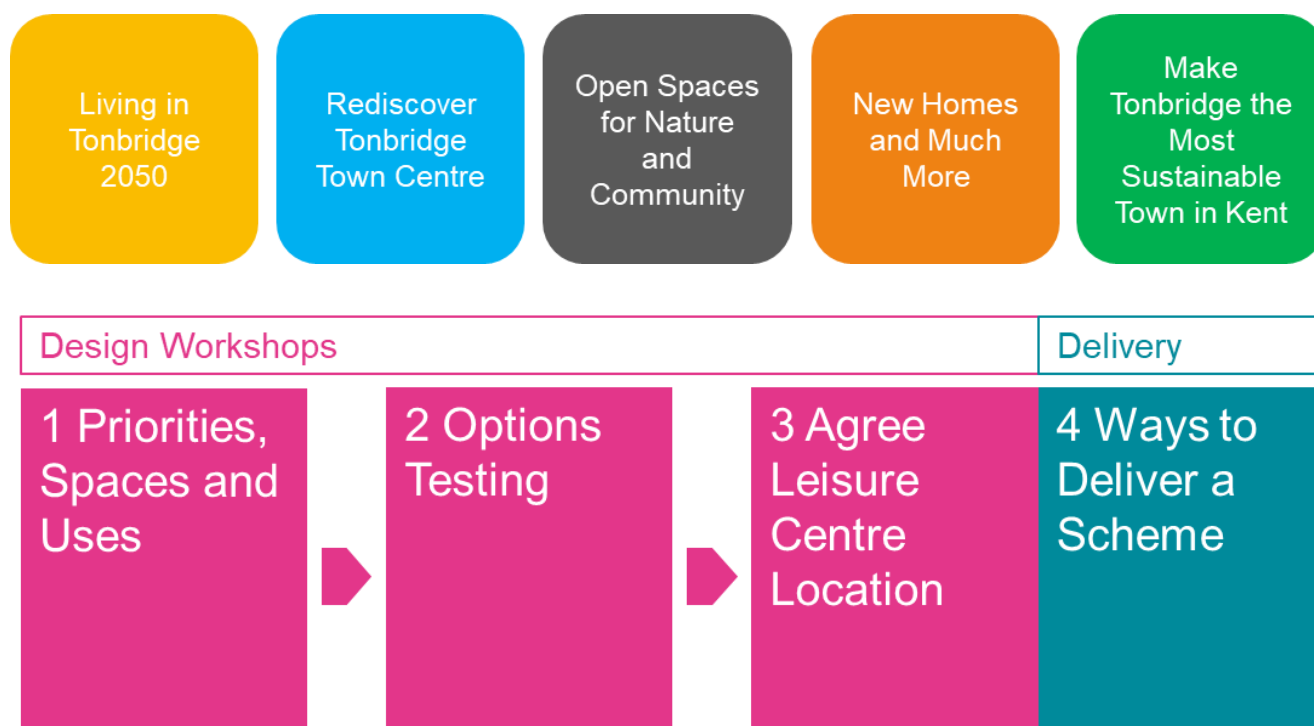 Living in
Tonbridge
2050
Rediscover
Tonbridge
Town Centre
Open Spaces
for Nature
and
Community
New Homes
and Much
More
Make
Tonbridge the
Most
Sustainable
Town in Kent
Design Workshops
Delivery
1 Priorities,
Spaces and
Uses
2 Options
Testing
3 Agree
Leisure
Centre
Location
4 Ways to
Deliver a
Scheme